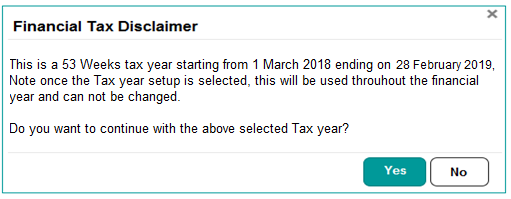 Financial Tax Disclaimer
This is a 53 Weeks tax year starting from 1 March 2018 ending on 28 February 2019,
Note once the Tax year setup is selected, this will be used throuhout the financial
year and can not be changed.
Do you want to continue with the above selected Tax year?
Yes No